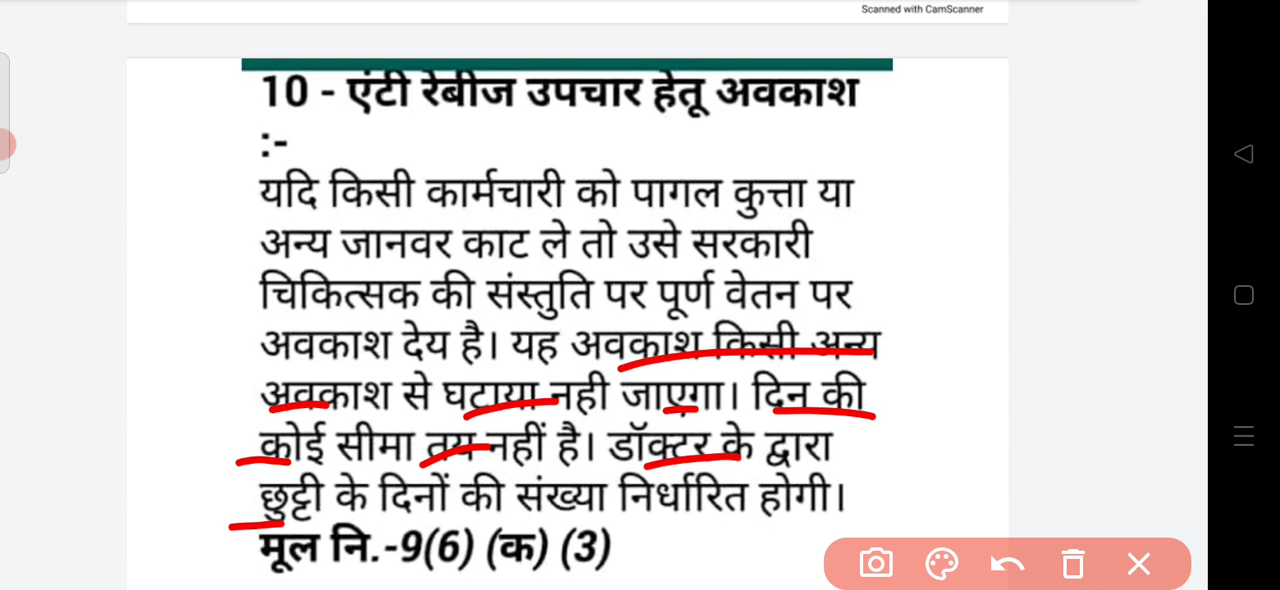 Scanned with CamScanner
10 - एंटी रेबीज उपचार हेतू अवकाश
:-
यदि किसी कार्मचारी को पागल कुत्ता या
अन्य जानवर काट ले तो उसे सरकारी
चिकित्सक की संस्तुति पर पूर्ण वेतन पर
अवकाश देय है। यह अवकाश किसी अन्य
अवकाश से घटाया नही जाएगा। दिन की
कोई सीमा तय नहीं है। डॉक्टर के द्वारा
छुट्टी के दिनों की संख्या निर्धारित होगी।
मूल नि.-9(6) (क) (3)